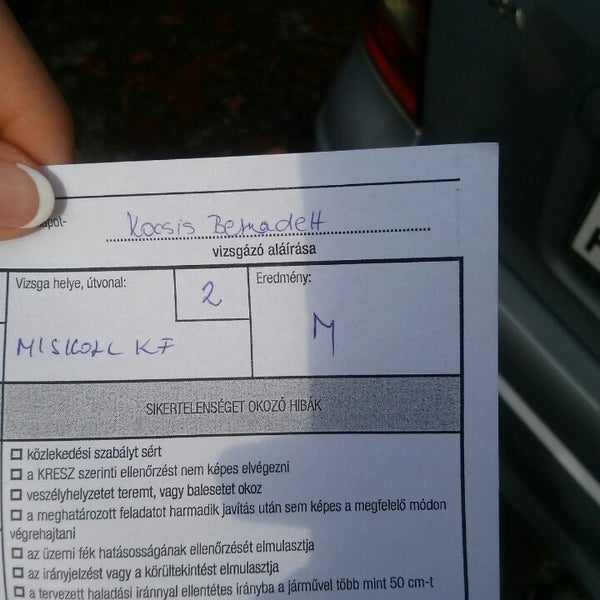 Kocsis Bernadett
vizsgázó aláírása
Vizsga helye, útvonal:
2
Eredmény:
MISKOLC KF
M
SIKERTELENSÉGET OKOZÓ HIBÁK
közlekedési szabályt sért
a KRESZ szerinti ellenőrzést nem képes elvégezni
veszélyhelyzetet teremt, vagy balesetet okoz
a meghatározott feladatot harmadik javítás után sem képes a megfelelő módon
végrehajtani
az üzemi fék hatásosságának ellenőrzését elmulasztja
az irányjelzést vagy a körültekintést elmulasztja
a tervezett haladási iránnyal ellentétes irányba a járművel több mint 50 cm-t